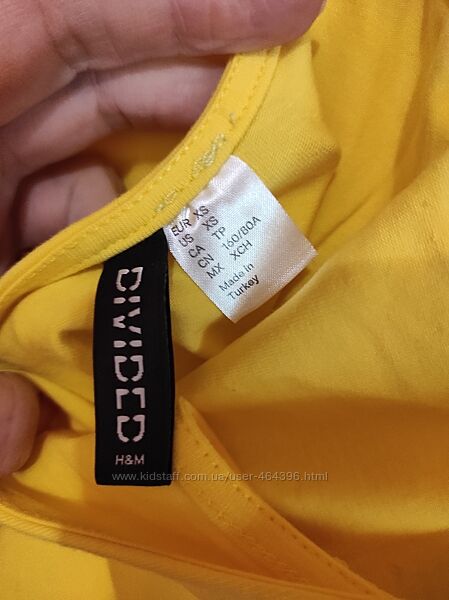 EUR XS
US XS
CA TP
CN 160/80A
MX XCH
Made in
Turkey
DIVIDED
H&M
www.kidstaff.com.ua/user-464396.html